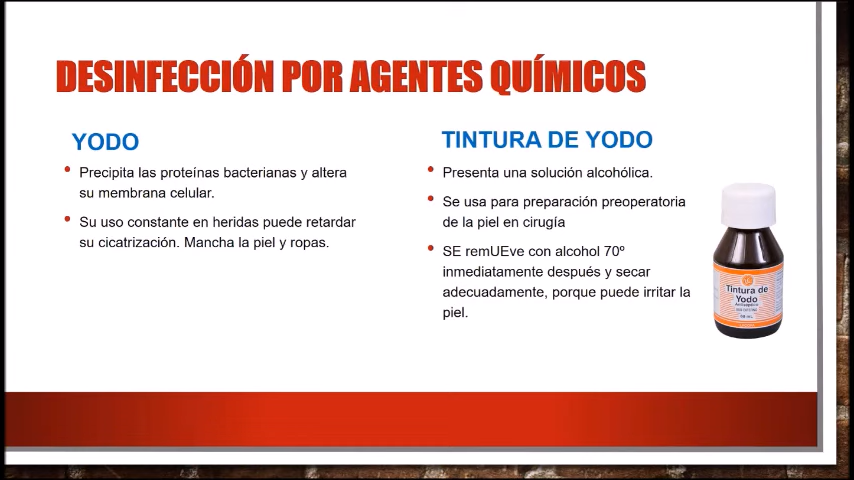 DESINFECCIÓN POR AGENTES QUÍMICOS
YODO
Precipita las proteínas bacterianas y altera
su membrana celular.
Su uso constante en heridas puede retardar
su cicatrización. Mancha la piel y ropas.
TINTURA DE YODO
Presenta una solución alcohólica.
Se usa para preparación preoperatoria
de la piel en cirugía
SE remUEve con alcohol 70º
inmediatamente después y secar
adecuadamente, porque puede irritar la
piel.
Tintura de
Yodo